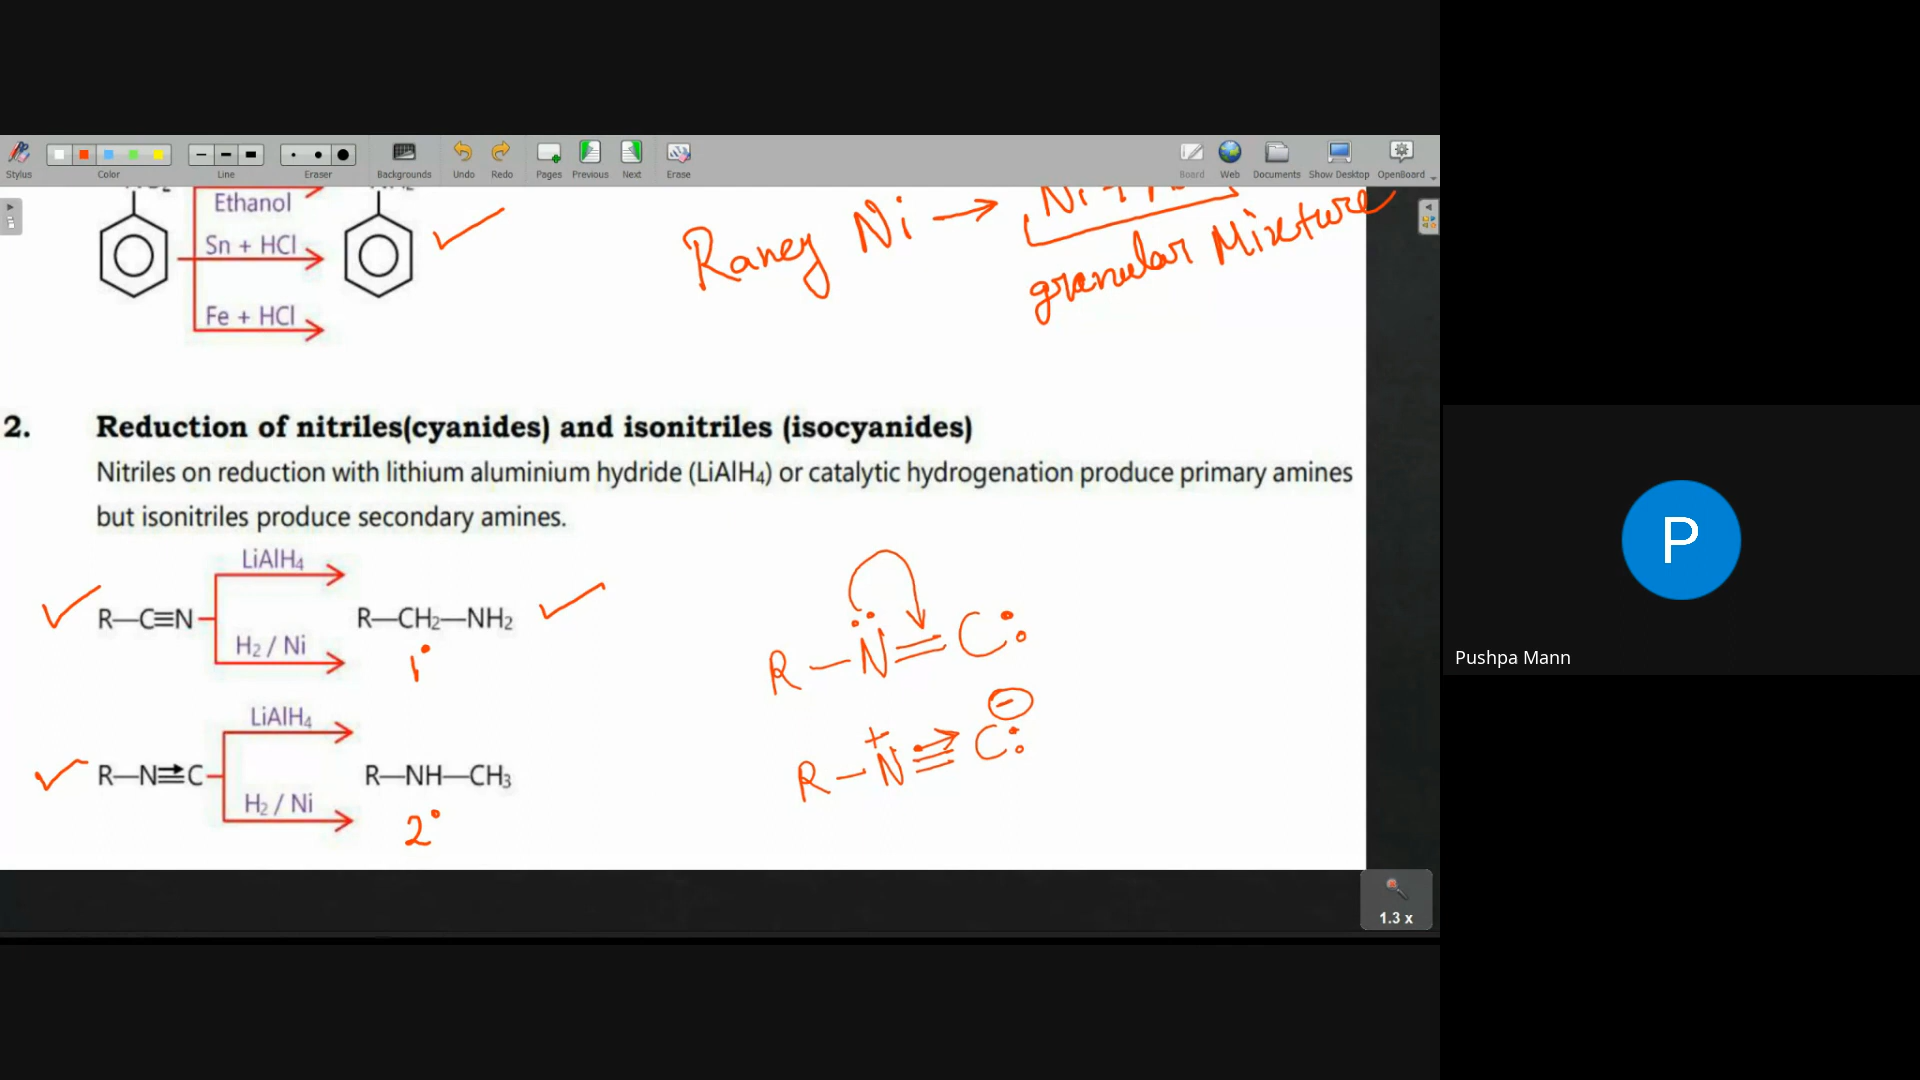 Stylus Color Line Eraser Backgrounds Undo Redo Pages Previous Next Erase Board Web Documents Show Desktop OpenBoard
Ethanol
Sn + HCl
Fe + HCl
Raney Ni →
granular Mixture
2. Reduction of nitriles(cyanides) and isonitriles (isocyanides)
Nitriles on reduction with lithium aluminium hydride (LiAlH₄) or catalytic hydrogenation produce primary amines
but isonitriles produce secondary amines.
LiAlH₄
R—C≡N R—CH₂—NH₂
H₂ / Ni
1°
R—N̈=C:
LiAlH₄
R—N≡C R—NH—CH₃
H₂ / Ni
2°
R—N⁺≡C:⁻
P
Pushpa Mann
1.3 x